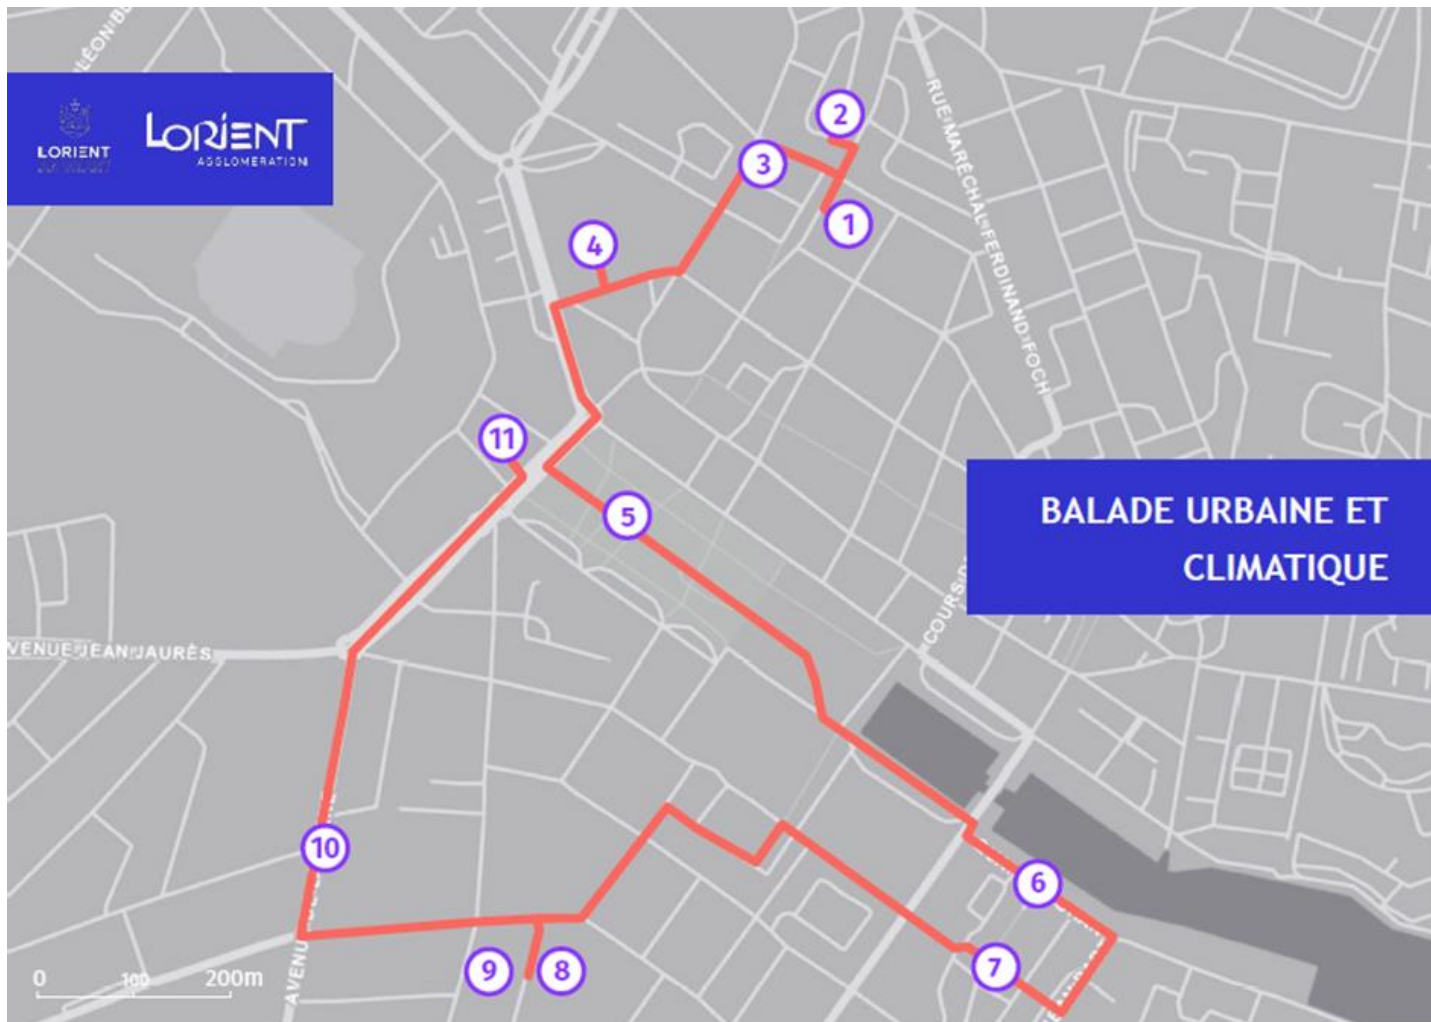 LORIENT
LORIENT
AGGLOMERATION
RUE MARÉCHAL FERDINAND FOCH
2
3
1
4
11
5
BALADE URBAINE ET
CLIMATIQUE
COURS D
VENUE JEAN JAURÈS
10
6
7
9
8
AVENU
0
100
200m